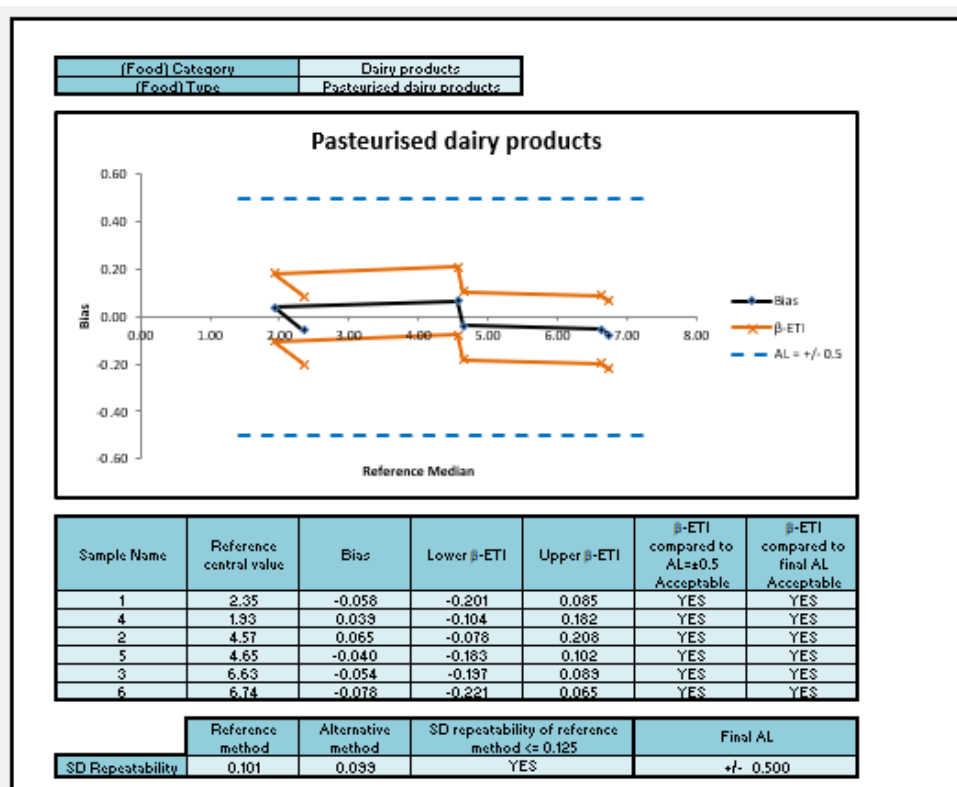 (Food) Category Dairy products
(Food) Type Pasteurised dairy products
Pasteurised dairy products
0.60
0.40
0.20
0.00
-0.20
-0.40
-0.60
Bias
0.00 1.00 2.00 3.00 4.00 5.00 6.00 7.00 8.00
Reference Median
Bias
β-ETI
AL = +/- 0.5
Sample Name Reference central value Bias Lower β-ETI Upper β-ETI β-ETI compared to AL=±0.5 Acceptable β-ETI compared to final AL Acceptable
1 2.35 -0.058 -0.201 0.085 YES YES
4 1.93 0.039 -0.104 0.182 YES YES
2 4.57 0.065 -0.078 0.208 YES YES
5 4.65 -0.040 -0.183 0.102 YES YES
3 6.63 -0.054 -0.197 0.089 YES YES
6 6.74 -0.078 -0.221 0.065 YES YES
Reference method Alternative method SD repeatability of reference method <= 0.125 Final AL
SD Repeatability 0.101 0.099 YES +/- 0.500